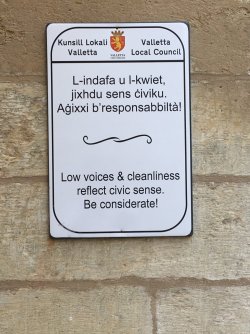 Kunsill Lokali
Valletta
VALLETTA
Valletta
Local Council
L-indafa u l-kwiet,
jixhdu sens ċiviku.
Aġixxi b'responsabbiltà!
Low voices & cleanliness
reflect civic sense.
Be considerate!